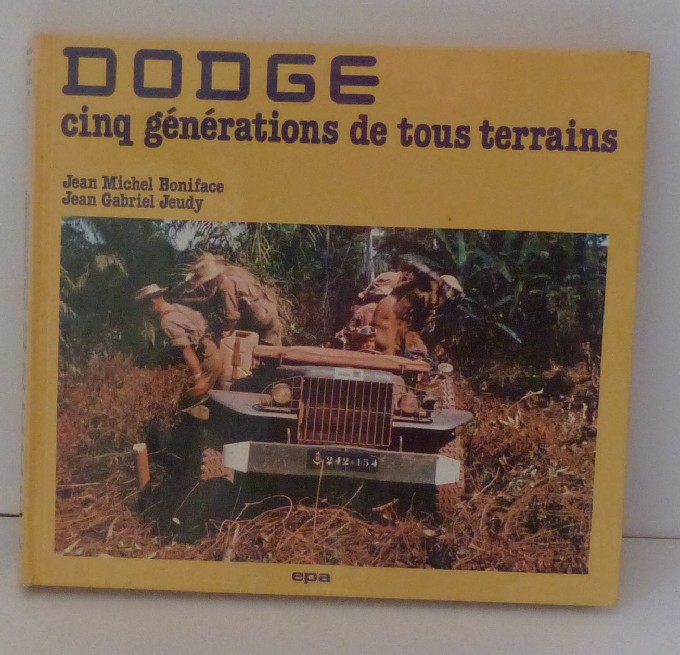 DODGE
cinq générations de tous terrains
Jean Michel Boniface
Jean Gabriel Jeudy
242-154
epa